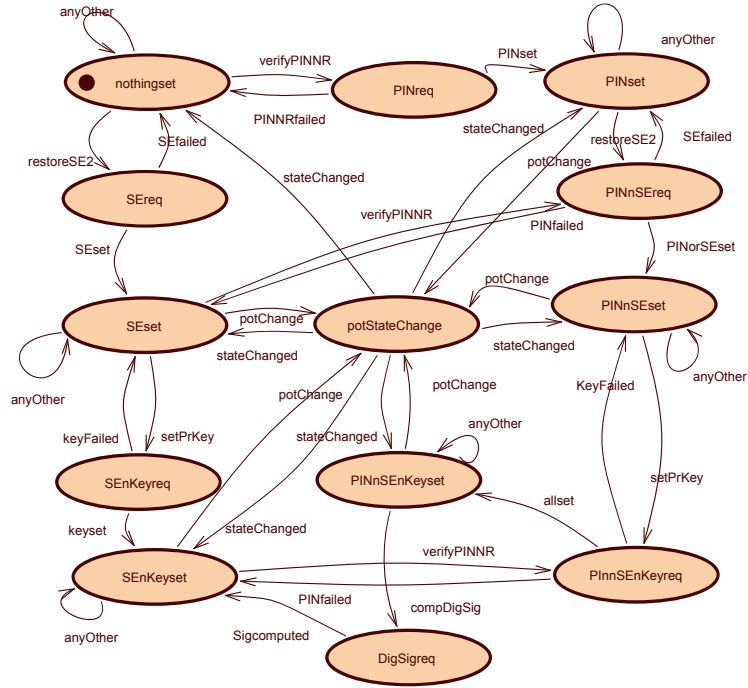 anyOther
verifyPINNR
PINset
anyOther
nothingset
PINreq
PINset
PINNRfailed
stateChanged
restoreSE2
SEfailed
restoreSE2
SEfailed
potChange
stateChanged
SEreq
PINnSEreq
verifyPINNR
PINfailed
PINorSEset
SEset
potChange
PINnSEset
SEset
potChange
potStateChange
stateChanged
stateChanged
anyOther
anyOther
potChange
KeyFailed
potChange
anyOther
keyFailed
setPrKey
stateChanged
SEnKeyreq
PINnSEnKeyset
setPrKey
allset
keyset
stateChanged
verifyPINNR
SEnKeyset
PInnSEnKeyreq
PINfailed
compDigSig
anyOther
Sigcomputed
DigSigreq